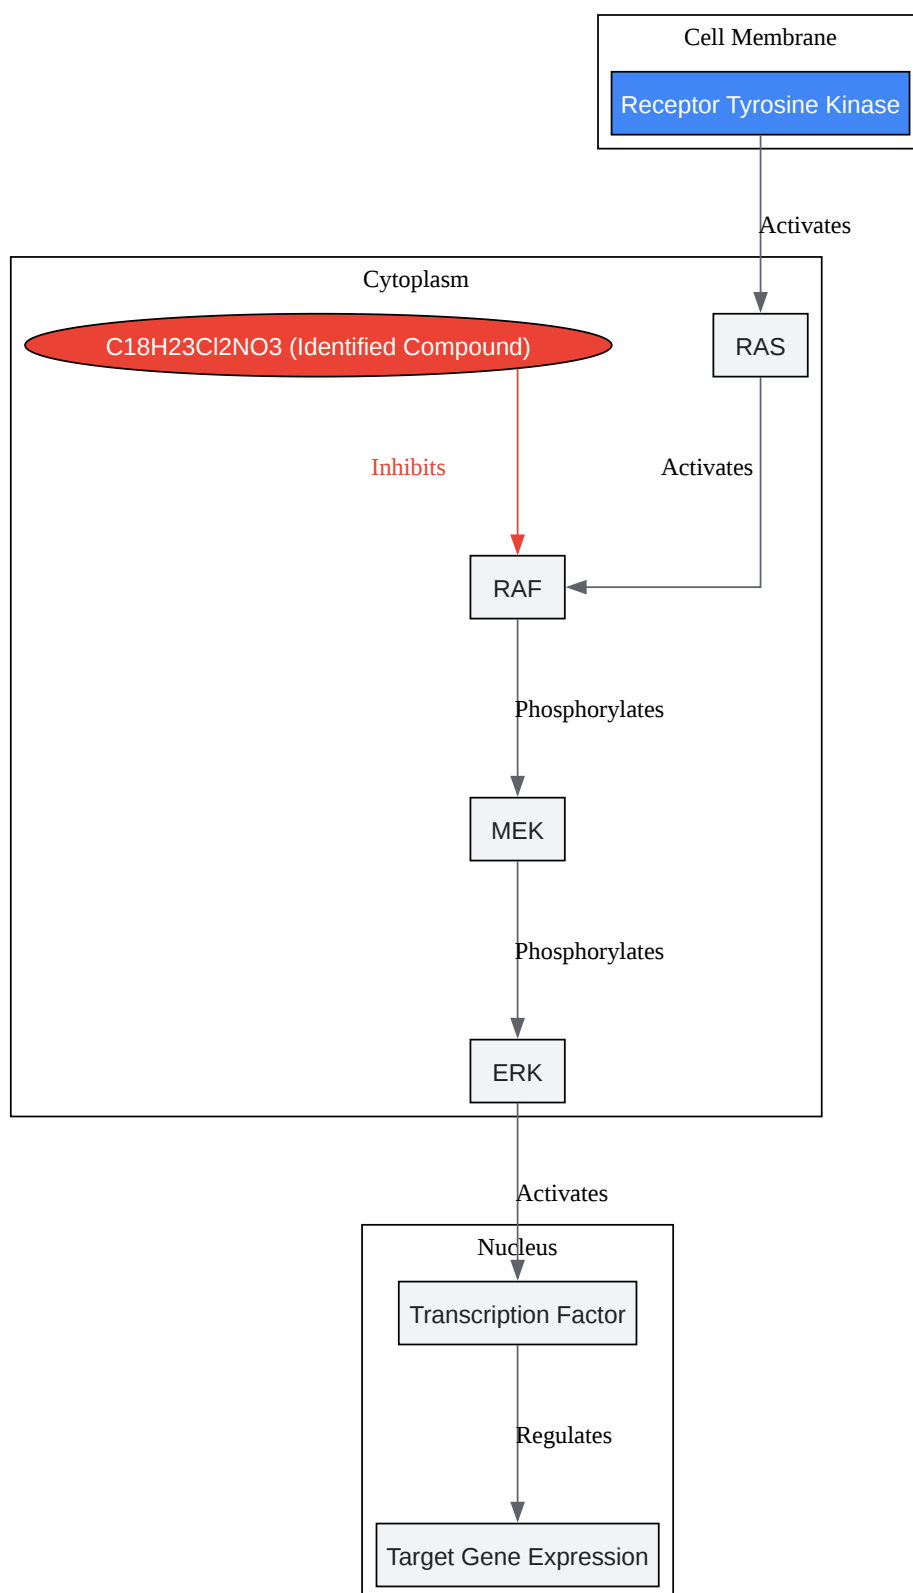 Cell Membrane
Receptor Tyrosine Kinase
Activates
Cytoplasm
C18H23Cl2NO3 (Identified Compound)
RAS
Inhibits
Activates
RAF
Phosphorylates
MEK
Phosphorylates
ERK
Activates
Nucleus
Transcription Factor
Regulates
Target Gene Expression